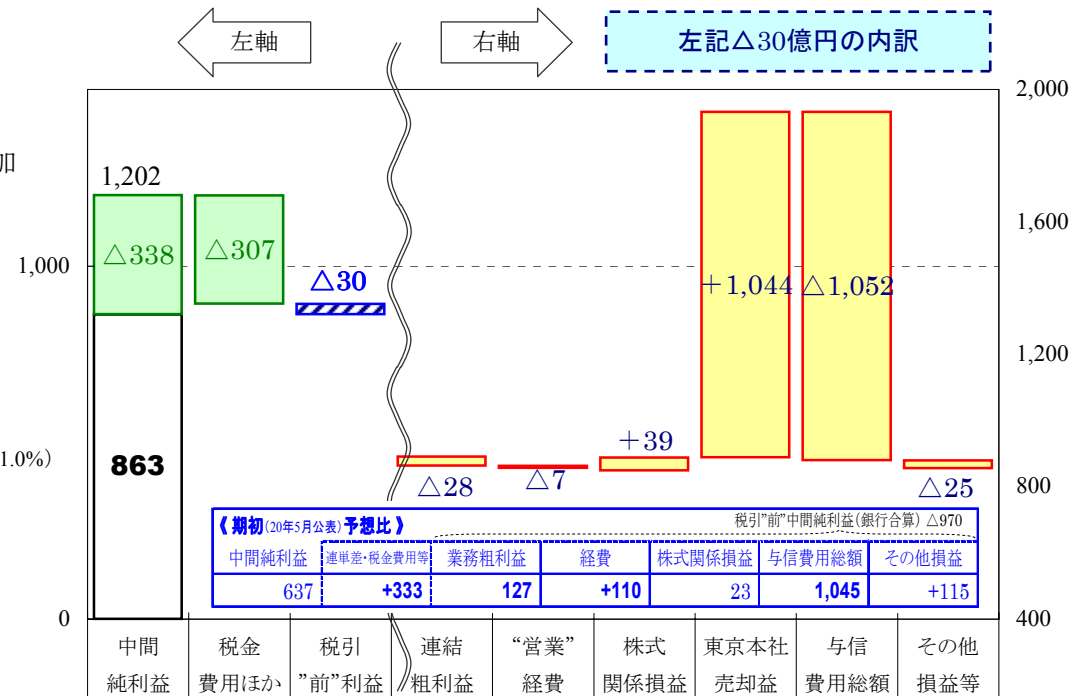 左軸
右軸
左記△30億円の内訳
加
1,202
△338
△307
△30
1,000
863
1.0%）
0
2,000
1,600
1,200
800
400
＋1,044
△1,052
＋39
△28
△7
△25
《期初(20年5月公表)予想比》
税引"前"中間純利益(銀行合算) △970
中間純利益 連単差・税金費用等 業務粗利益 経費 株式関係損益 与信費用総額 その他損益
637 +333 127 +110 23 1,045 +115
中間 税金 税引 連結 “営業” 株式 東京本社 与信 その他
純利益 費用ほか ”前”利益 粗利益 経費 関係損益 売却益 費用総額 損益等